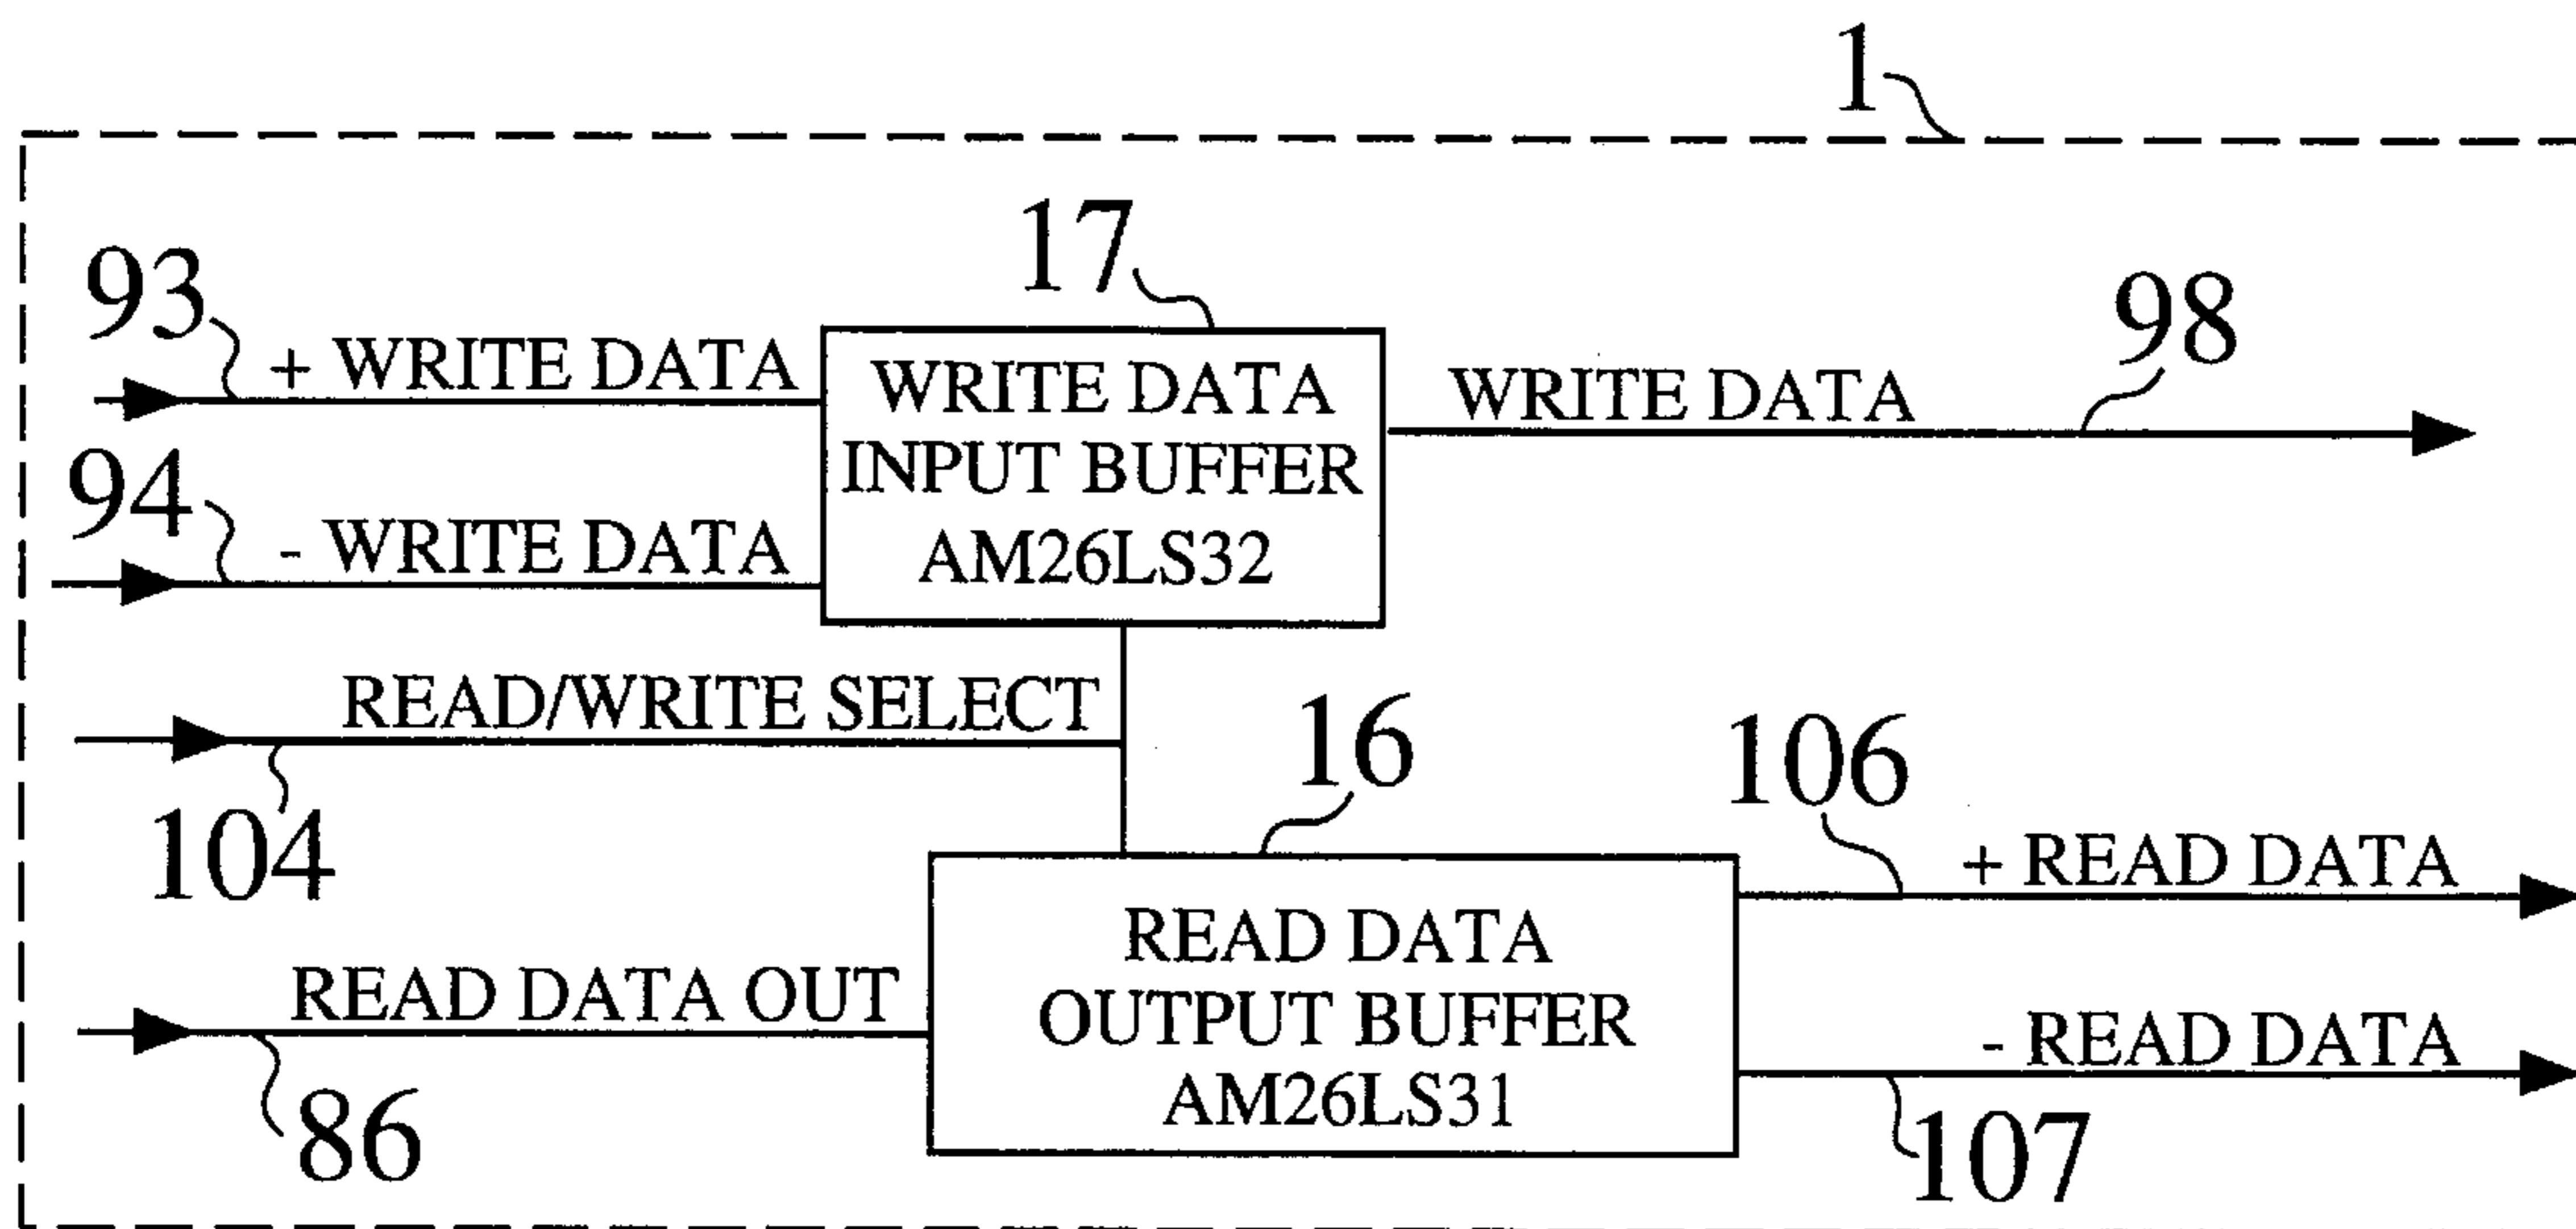 1
17
93
+ WRITE DATA
94
- WRITE DATA
WRITE DATA
INPUT BUFFER
AM26LS32
WRITE DATA
98
READ/WRITE SELECT
104
16
106
+ READ DATA
READ DATA OUT
86
READ DATA
OUTPUT BUFFER
AM26LS31
- READ DATA
107